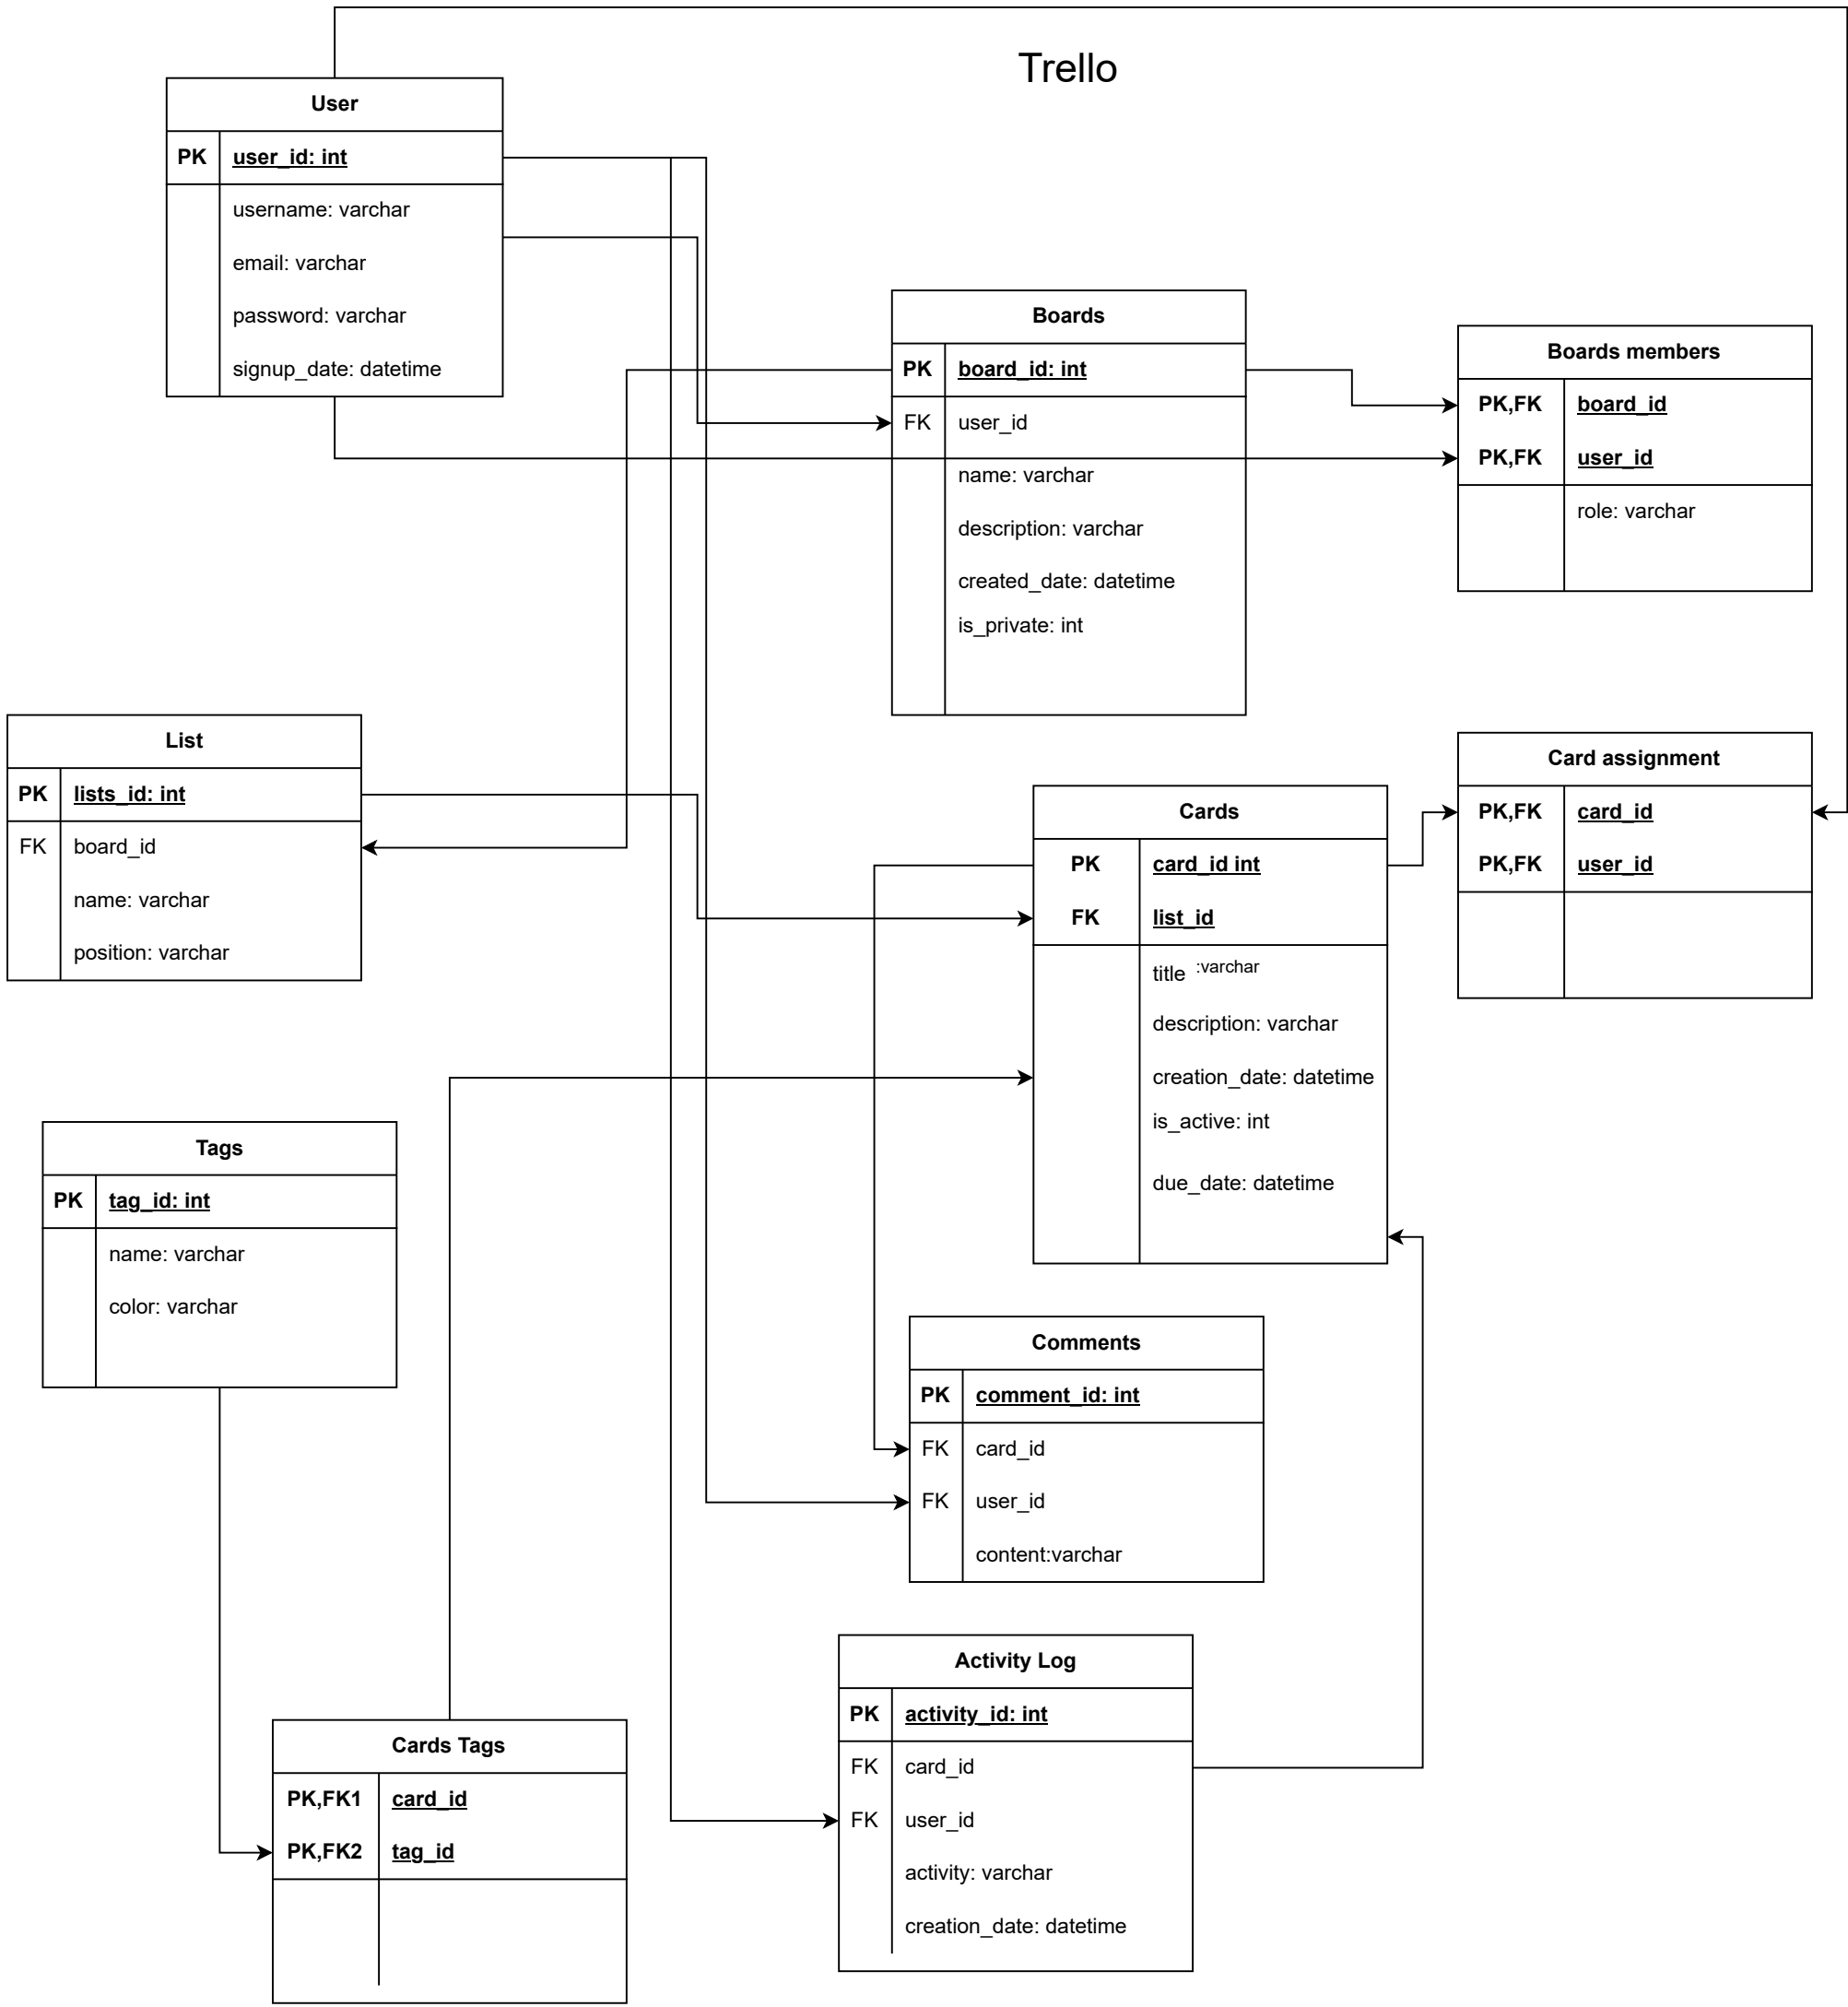 Trello
User
PK user_id: int
username: varchar
email: varchar
password: varchar
signup_date: datetime
Boards
PK board_id: int
FK user_id
name: varchar
description: varchar
created_date: datetime
is_private: int
Boards members
PK,FK board_id
PK,FK user_id
role: varchar
List
PK lists_id: int
FK board_id
name: varchar
position: varchar
Card assignment
PK,FK card_id
PK,FK user_id
Cards
PK card_id int
FK list_id
title :varchar
description: varchar
creation_date: datetime
is_active: int
due_date: datetime
Tags
PK tag_id: int
name: varchar
color: varchar
Comments
PK comment_id: int
FK card_id
FK user_id
content:varchar
Activity Log
PK activity_id: int
FK card_id
FK user_id
activity: varchar
creation_date: datetime
Cards Tags
PK,FK1 card_id
PK,FK2 tag_id